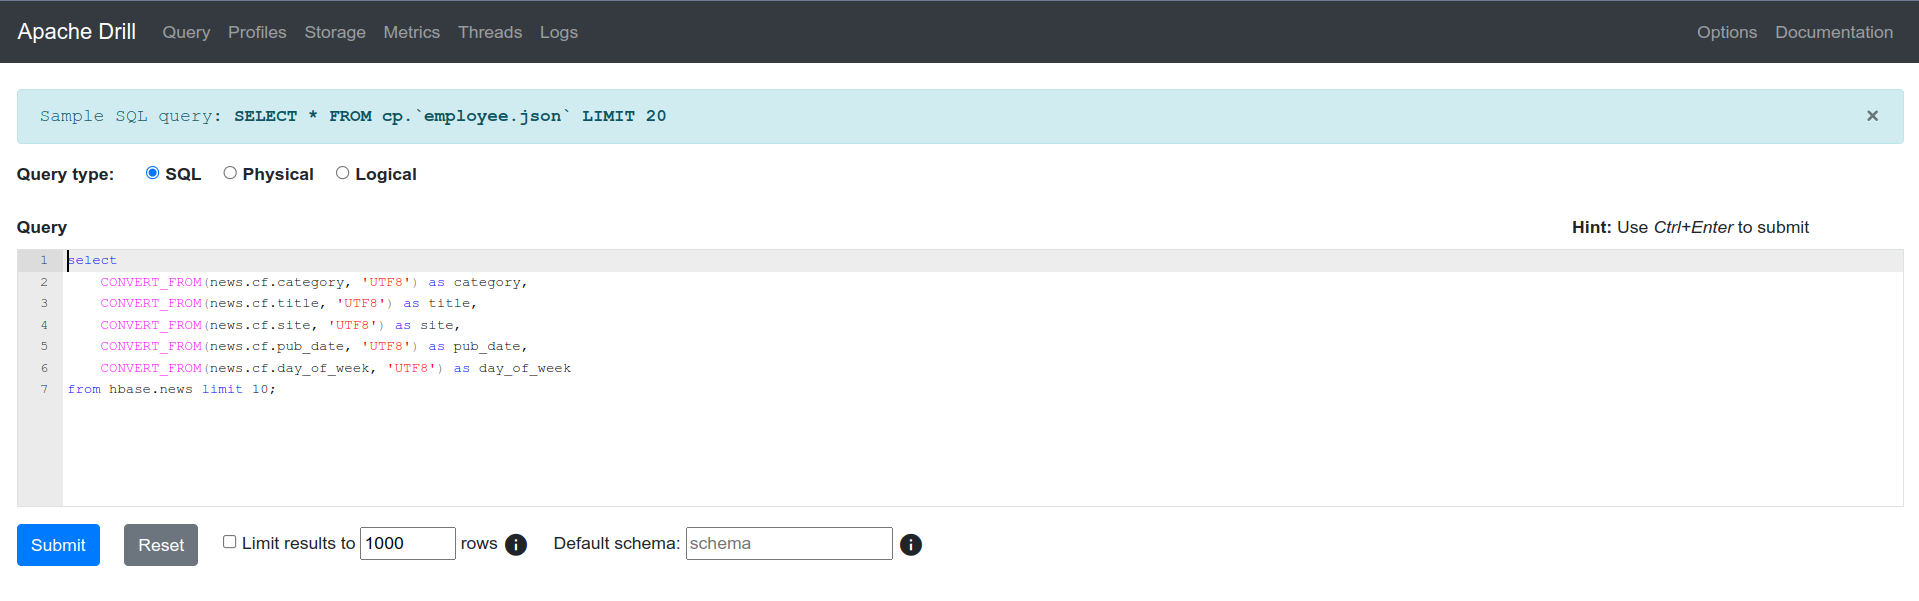 Apache Drill Query Profiles Storage Metrics Threads Logs Options Documentation
Sample SQL query: SELECT * FROM cp.`employee.json` LIMIT 20 ×
Query type: SQL Physical Logical
Query Hint: Use Ctrl+Enter to submit
1 select
2 CONVERT_FROM(news.cf.category, 'UTF8') as category,
3 CONVERT_FROM(news.cf.title, 'UTF8') as title,
4 CONVERT_FROM(news.cf.site, 'UTF8') as site,
5 CONVERT_FROM(news.cf.pub_date, 'UTF8') as pub_date,
6 CONVERT_FROM(news.cf.day_of_week, 'UTF8') as day_of_week
7 from hbase.news limit 10;
Submit Reset Limit results to 1000 rows i Default schema: schema i